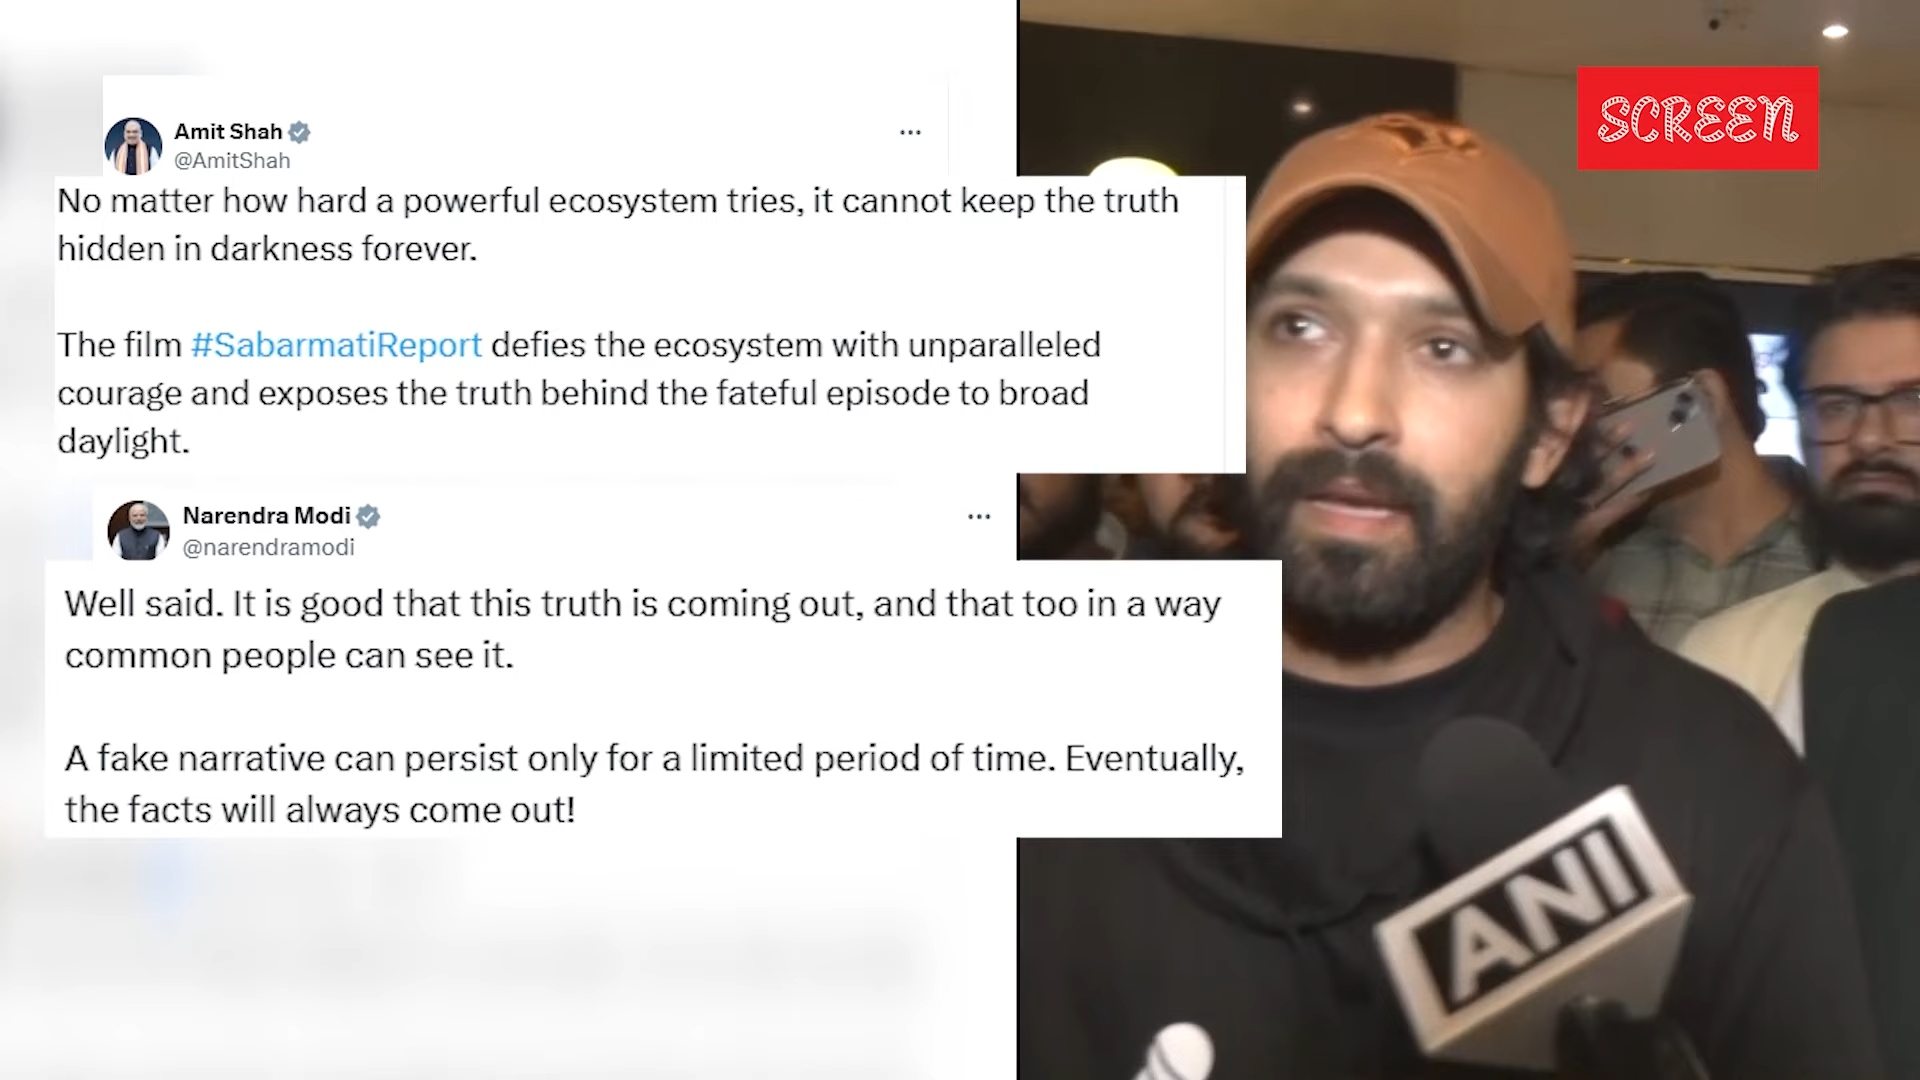 SCREEN
Amit Shah
@AmitShah
No matter how hard a powerful ecosystem tries, it cannot keep the truth
hidden in darkness forever.
The film #SabarmatiReport defies the ecosystem with unparalleled
courage and exposes the truth behind the fateful episode to broad
daylight.
Narendra Modi
@narendramodi
Well said. It is good that this truth is coming out, and that too in a way
common people can see it.
A fake narrative can persist only for a limited period of time. Eventually,
the facts will always come out!
ANI